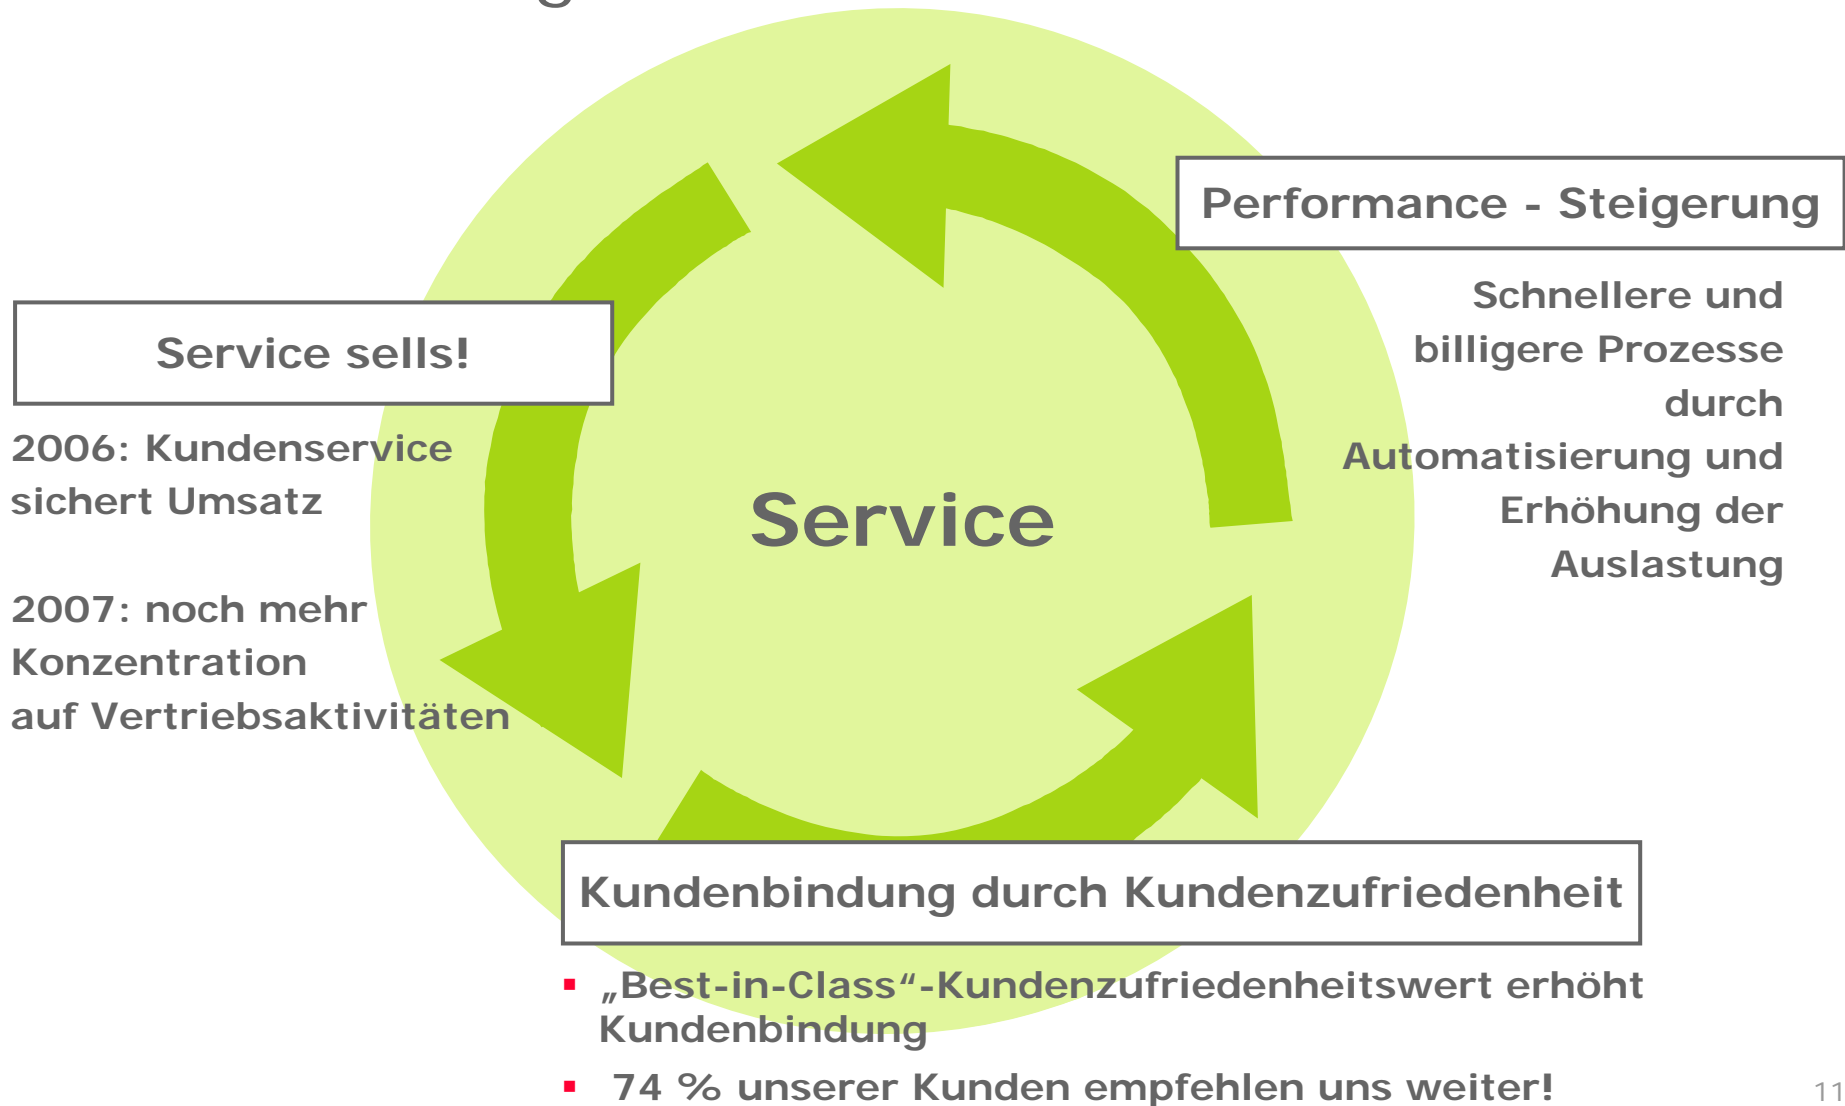 Performance - Steigerung
Schnellere und
billigere Prozesse
durch
Automatisierung und
Erhöhung der
Auslastung
Service sells!
2006: Kundenservice
sichert Umsatz
2007: noch mehr
Konzentration
auf Vertriebsaktivitäten
Service
Kundenbindung durch Kundenzufriedenheit
▪ „Best-in-Class“-Kundenzufriedenheitswert erhöht
Kundenbindung
▪ 74 % unserer Kunden empfehlen uns weiter!
11